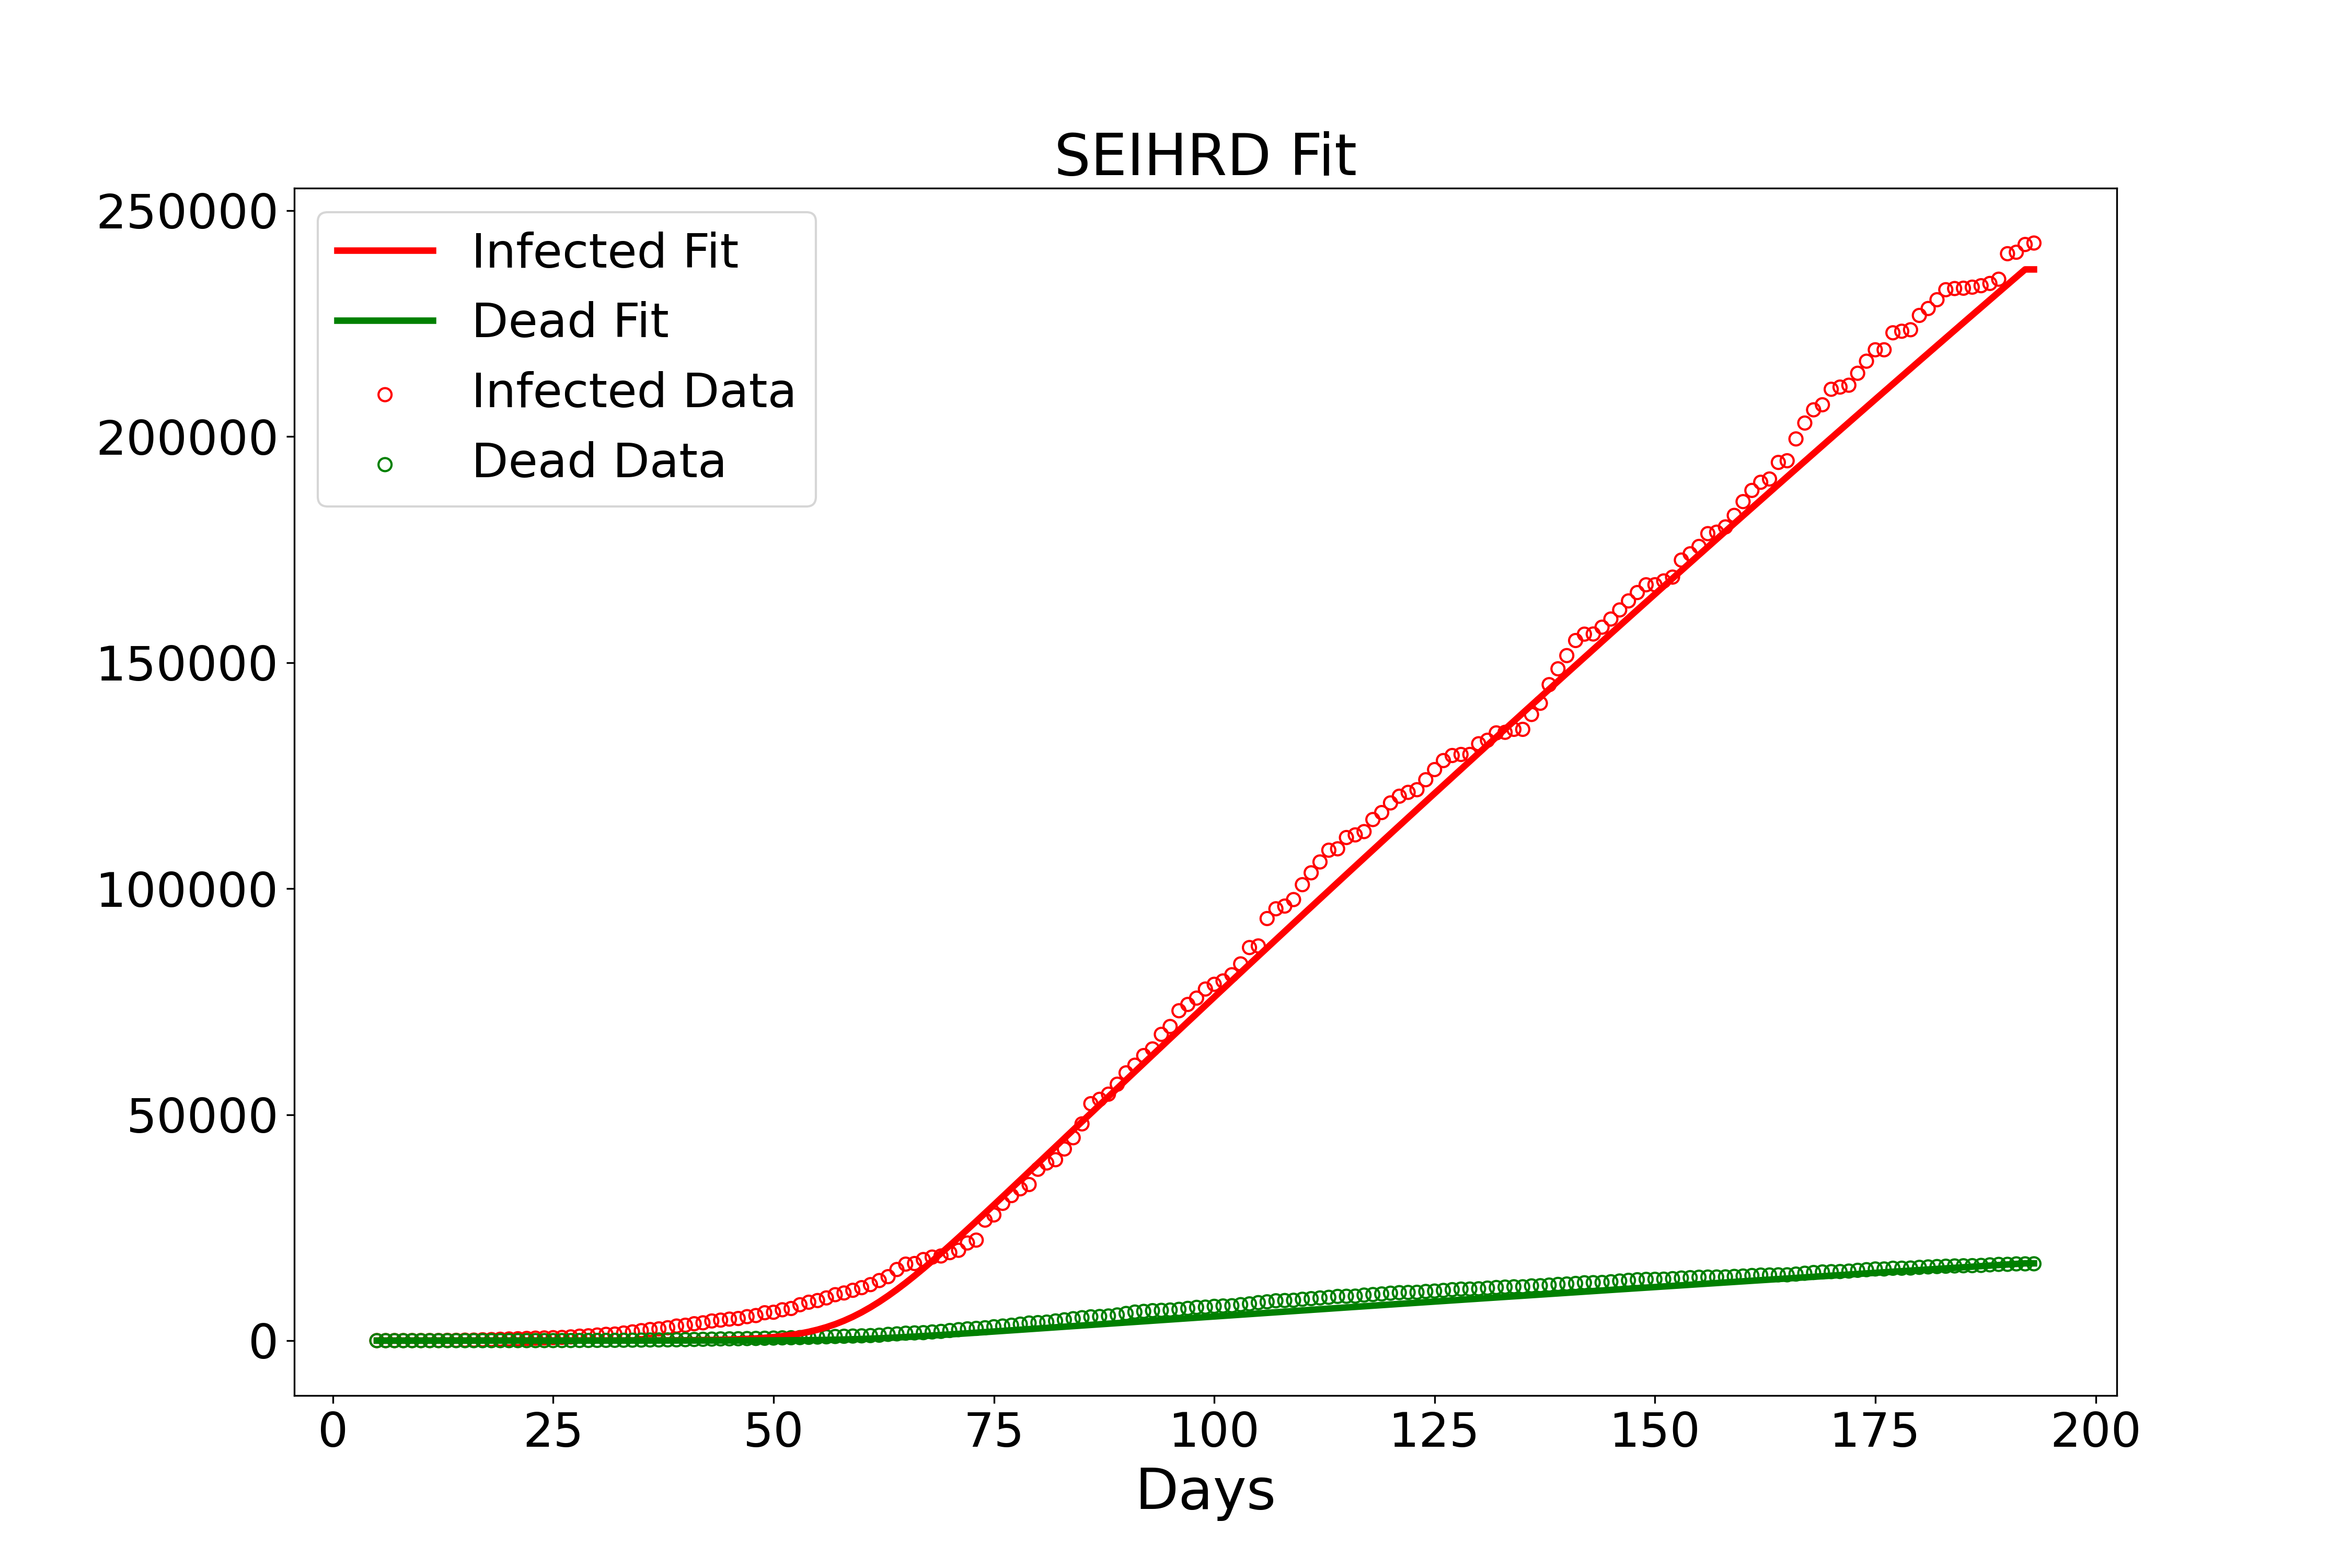 SEIHRD Fit
250000
200000
150000
100000
50000
0
Infected Fit
Dead Fit
Infected Data
Dead Data
0 25 50 75 100 125 150 175 200
Days